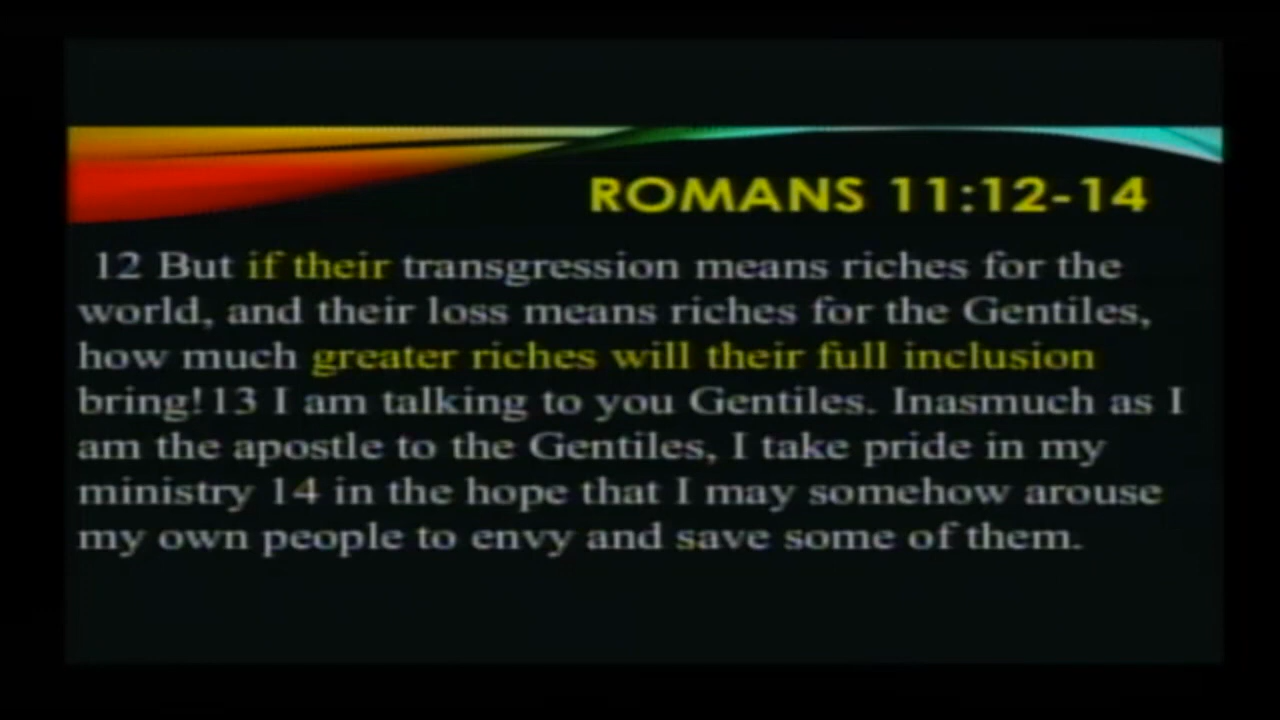 ROMANS 11:12-14
12 But if their transgression means riches for the
world, and their loss means riches for the Gentiles,
how much greater riches will their full inclusion
bring!13 I am talking to you Gentiles. Inasmuch as I
am the apostle to the Gentiles, I take pride in my
ministry 14 in the hope that I may somehow arouse
my own people to envy and save some of them.